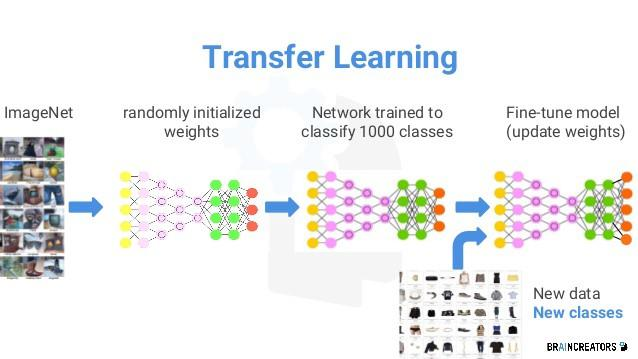 Transfer Learning
ImageNet
randomly initialized
weights
Network trained to
classify 1000 classes
Fine-tune model
(update weights)
New data
New classes
BRAINCREATORS